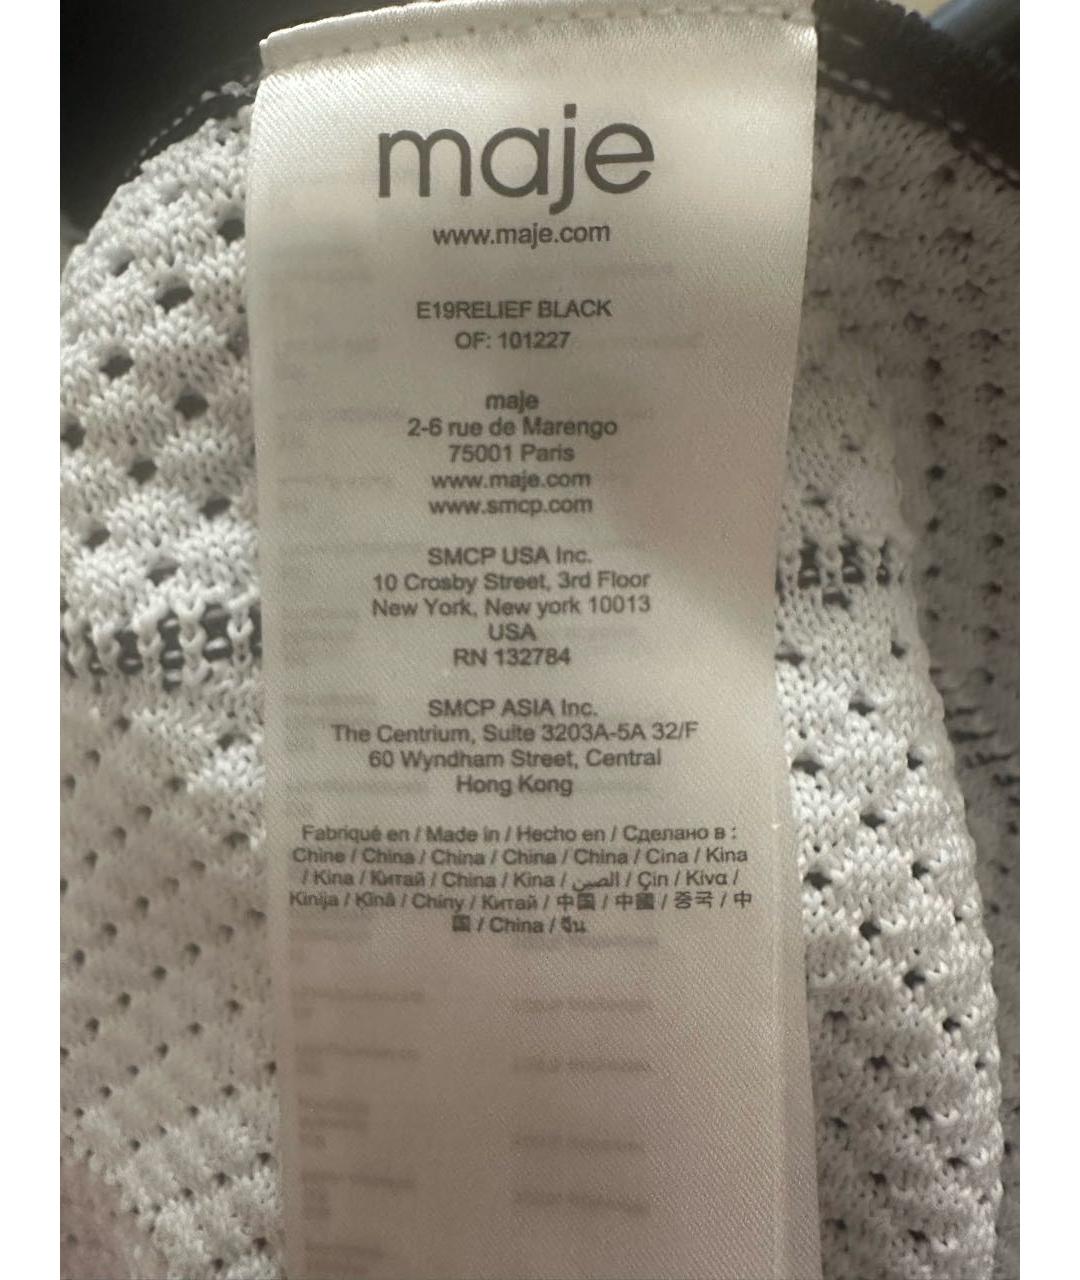 maje
www.maje.com
E19RELIEF BLACK
OF: 101227
maje
2-6 rue de Marengo
75001 Paris
www.maje.com
www.smcp.com
SMCP USA Inc.
10 Crosby Street, 3rd Floor
New York, New york 10013
USA
RN 132784
SMCP ASIA Inc.
The Centrium, Suite 3203A-5A 32/F
60 Wyndham Street, Central
Hong Kong
Fabriqué en / Made in / Hecho en / Сделано в :
Chine / China / China / China / China / Cina / Kina
/ Kina / Китай / China / Kina / الصين / Çin / Κίνα /
Kinija / Ķīnā / Chiny / Китай / 中国 / 中國 / 중국 / 中
国 / China / จีน